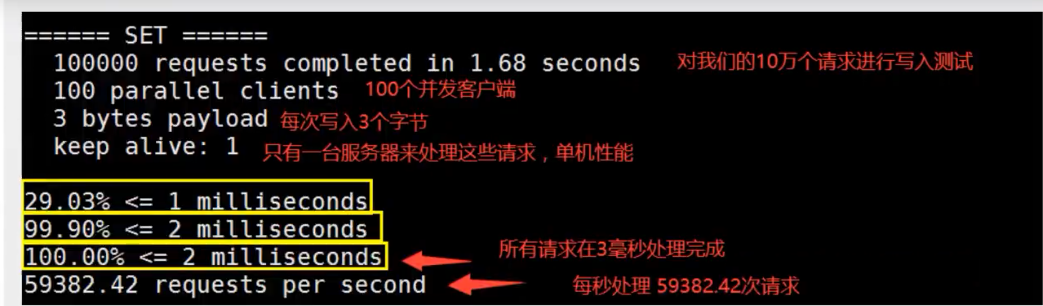 ====== SET ======
100000 requests completed in 1.68 seconds 对我们的10万个请求进行写入测试
100 parallel clients 100个并发客户端
3 bytes payload 每次写入3个字节
keep alive: 1 只有一台服务器来处理这些请求，单机性能
29.03% <= 1 milliseconds
99.90% <= 2 milliseconds
100.00% <= 2 milliseconds 所有请求在3毫秒处理完成
59382.42 requests per second 每秒处理 59382.42次请求